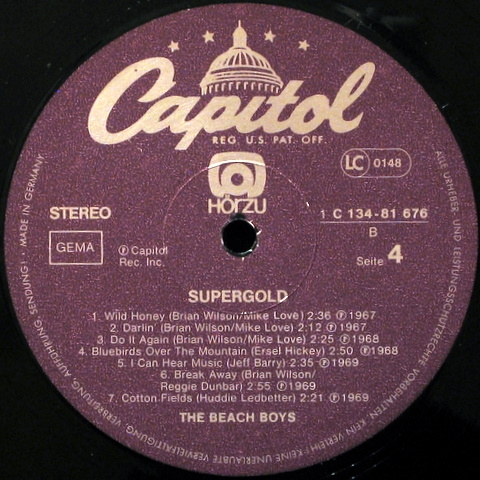 Capitol
REG. U.S. PAT. OFF.
LC 0148
HÖRZU
STEREO
GEMA
℗ Capitol
Rec. Inc.
1 C 134-81 676
B
Seite 4
SUPERGOLD
1. Wild Honey (Brian Wilson/Mike Love) 2:36 ℗1967
2. Darlin' (Brian Wilson/Mike Love) 2:12 ℗1967
3. Do It Again (Brian Wilson/Mike Love) 2:25 ℗1968
4. Bluebirds Over The Mountain (Ersel Hickey) 2:50 ℗1968
5. I Can Hear Music (Jeff Barry) 2:35 ℗1969
6. Break Away (Brian Wilson/
Reggie Dunbar) 2:55 ℗1969
7. Cotton Fields (Huddie Ledbetter) 2:21 ℗1969
THE BEACH BOYS
ALLE URHEBER- UND LEISTUNGSSCHUTZRECHTE VORBEHALTEN · KEIN VERLEIH · KEINE UNERLAUBTE VERVIELFÄLTIGUNG, VERMIETUNG, AUFFÜHRUNG, SENDUNG! · MADE IN GERMANY